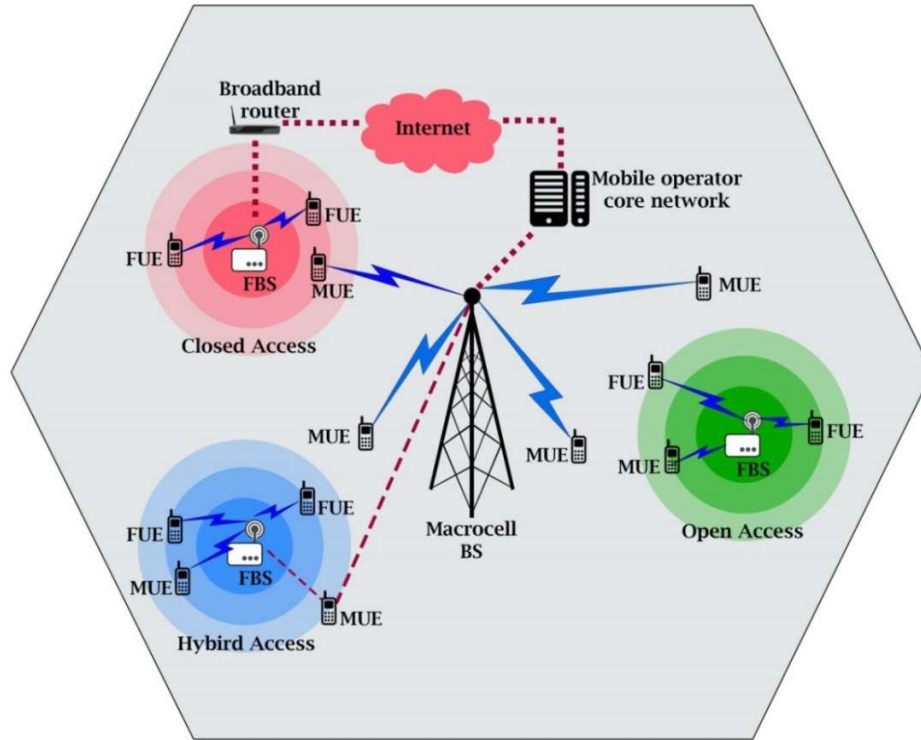 Broadband
router
Internet
Mobile operator
core network
FUE
FUE
FBS
MUE
Closed Access
MUE
FUE
FUE
MUE
FBS
Open Access
MUE
MUE
Macrocell
BS
FUE
FUE
FBS
MUE
MUE
Hybird Access